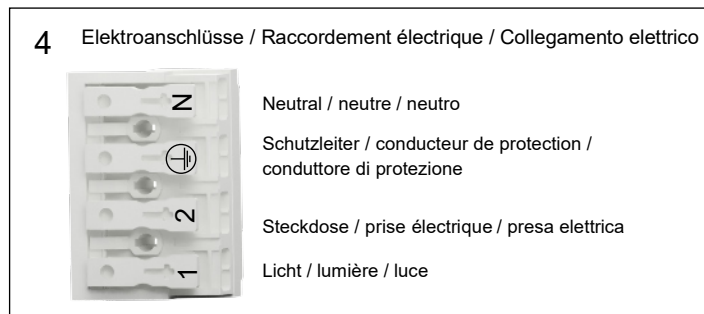 4 Elektroanschlüsse / Raccordement électrique / Collegamento elettrico
N
Neutral / neutre / neutro
Schutzleiter / conducteur de protection /
conduttore di protezione
2
Steckdose / prise électrique / presa elettrica
1
Licht / lumière / luce